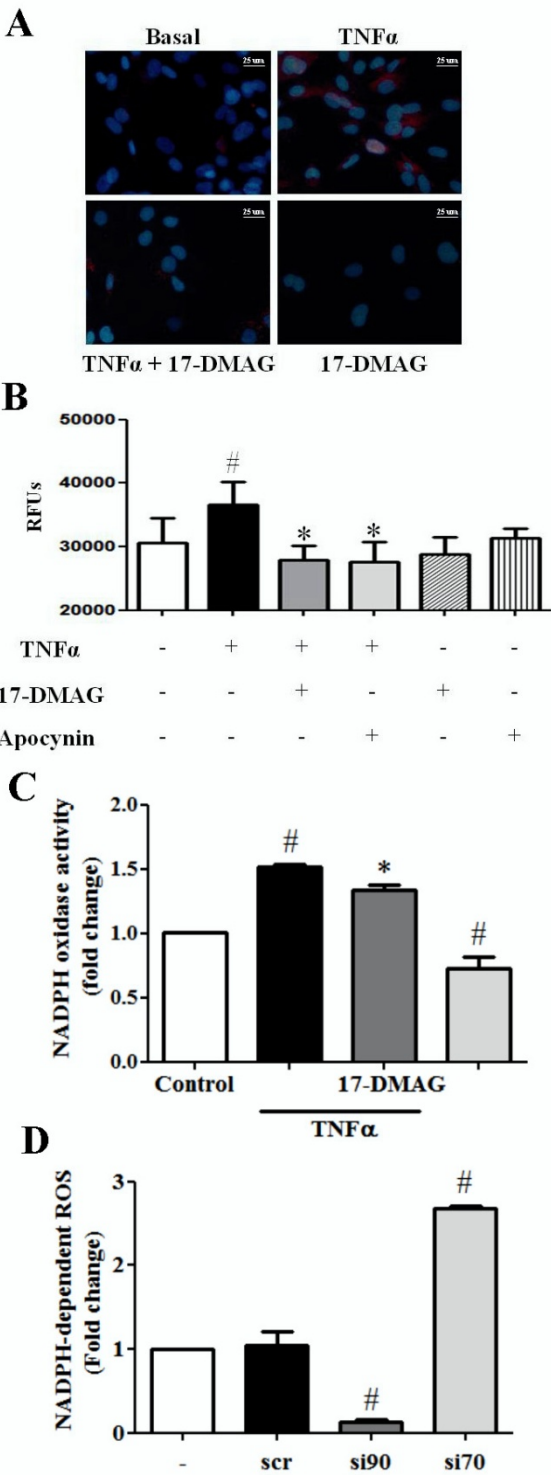 A
Basal TNFα
25 um 25 um
25 um 25 um
TNFα + 17-DMAG 17-DMAG
B
50000
#
40000
RFUs
* *
30000
20000
TNFα - + + + - -
17-DMAG - - + - + -
Apocynin - - - + - +
C
NADPH oxidase activity
(fold change)
2.0
#
1.5
*
#
1.0
0.5
0.0
Control 17-DMAG
TNFα
D
NADPH-dependent ROS
(Fold change)
#
3
2
1
#
0
- scr si90 si70